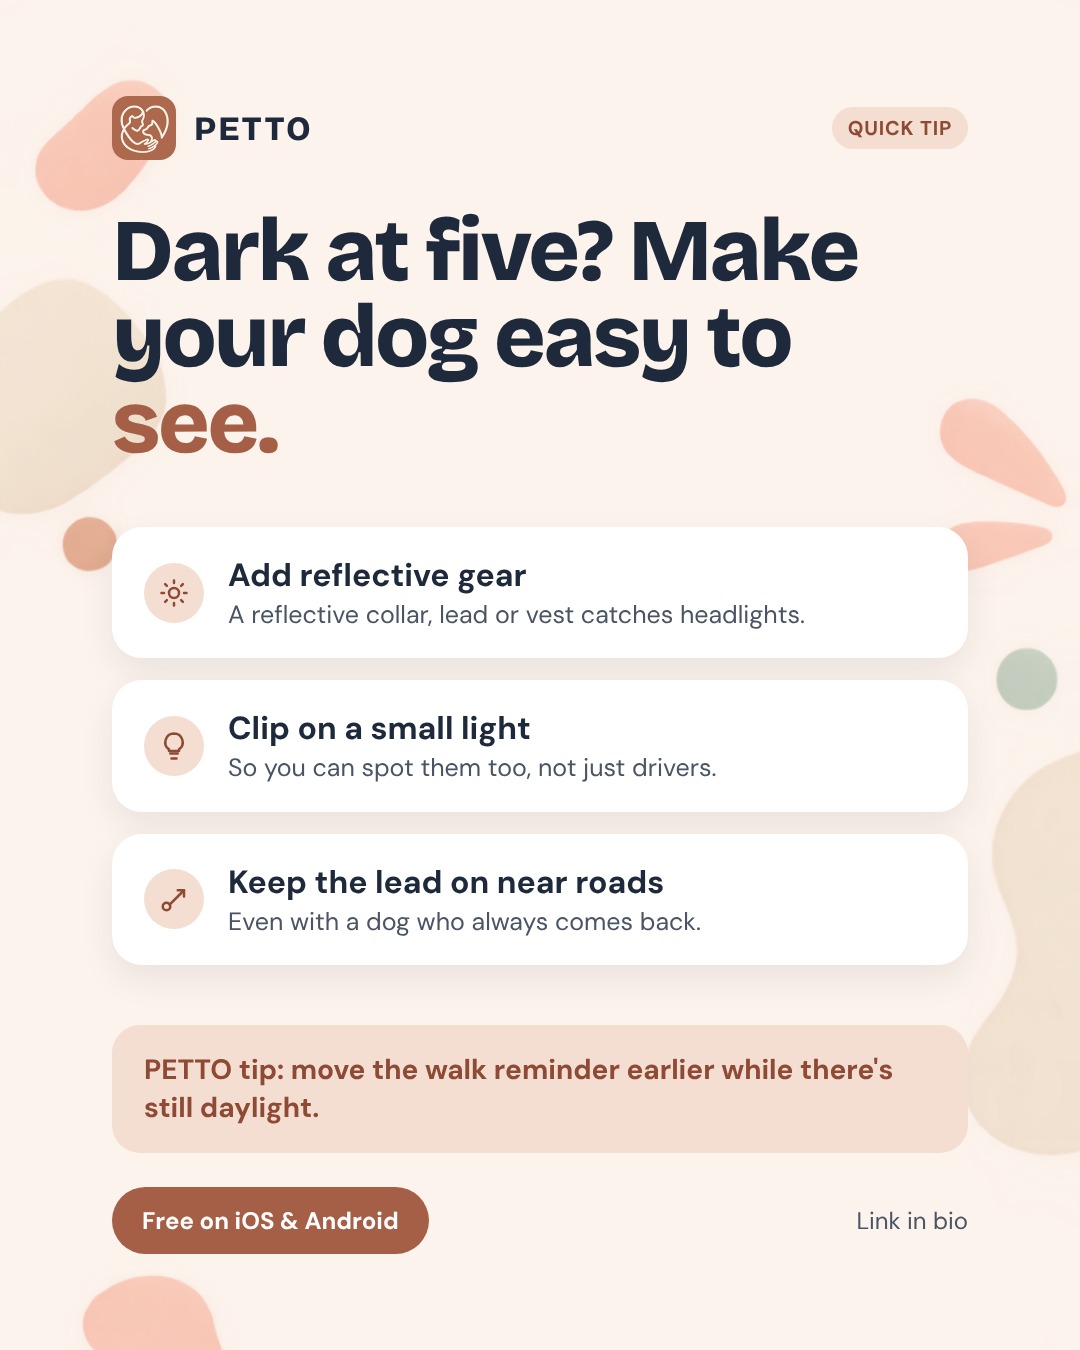 PETTO
QUICK TIP
Dark at five? Make
your dog easy to
see.
Add reflective gear
A reflective collar, lead or vest catches headlights.
Clip on a small light
So you can spot them too, not just drivers.
Keep the lead on near roads
Even with a dog who always comes back.
PETTO tip: move the walk reminder earlier while there's
still daylight.
Free on iOS & Android
Link in bio